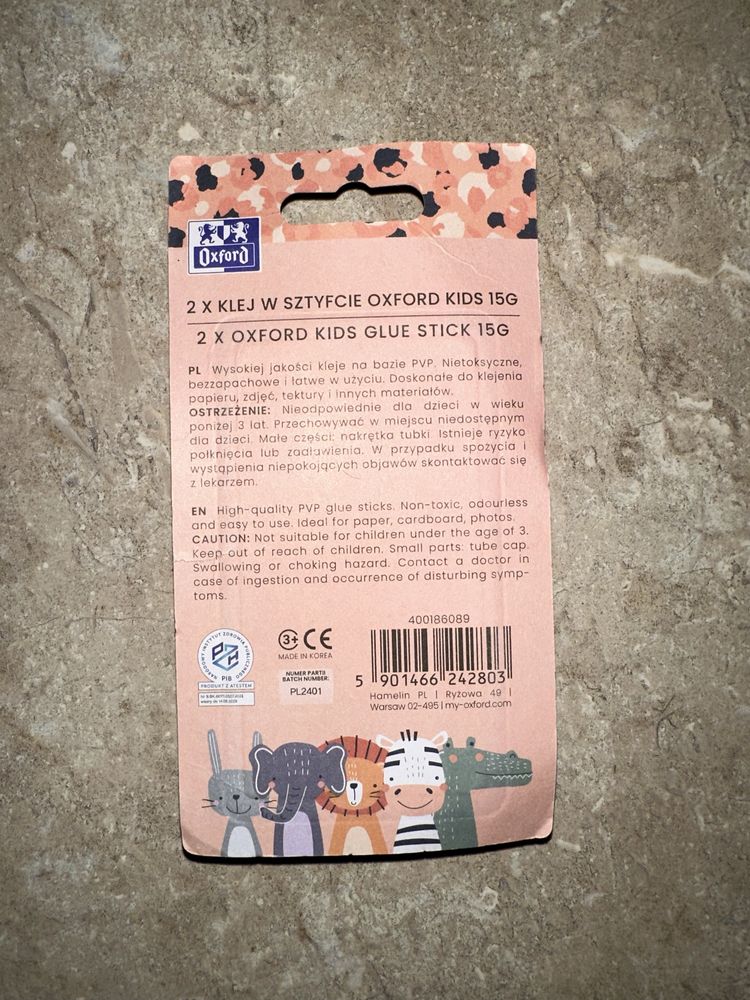 Oxford
2 X KLEJ W SZTYFCIE OXFORD KIDS 15G
2 X OXFORD KIDS GLUE STICK 15G
PL Wysokiej jakości kleje na bazie PVP. Nietoksyczne,
bezzapachowe i łatwe w użyciu. Doskonałe do klejenia
papieru, zdjęć, tektury i innych materiałów.
OSTRZEŻENIE: Nieodpowiednie dla dzieci w wieku
poniżej 3 lat. Przechowywać w miejscu niedostępnym
dla dzieci. Małe części: nakrętka tubki Istnieje ryzyko
połknięcia lub zadławienia. W przypadku spożycia i
wystąpienia niepokojących objawów skontaktować się
z lekarzem.
EN High-quality PVP glue sticks. Non-toxic, odourless
and easy to use. Ideal for paper, cardboard, photos.
CAUTION: Not suitable for children under the age of 3.
Keep out of reach of children. Small parts: tube cap.
Swallowing or choking hazard. Contact a doctor in
case of ingestion and occurrence of disturbing symp-
toms.
NARODOWY INSTYTUT ZDROWIA PUBLICZNEGO
PZH
PIB
PRODUKT Z ATESTEM
3+ CE
MADE IN KOREA
NUMER PARTII
BATCH NUMBER:
PL2401
400186089
5 901466 242803
Hamelin PL | Ryżowa 49 |
Warsaw 02-495 | my-oxford.com